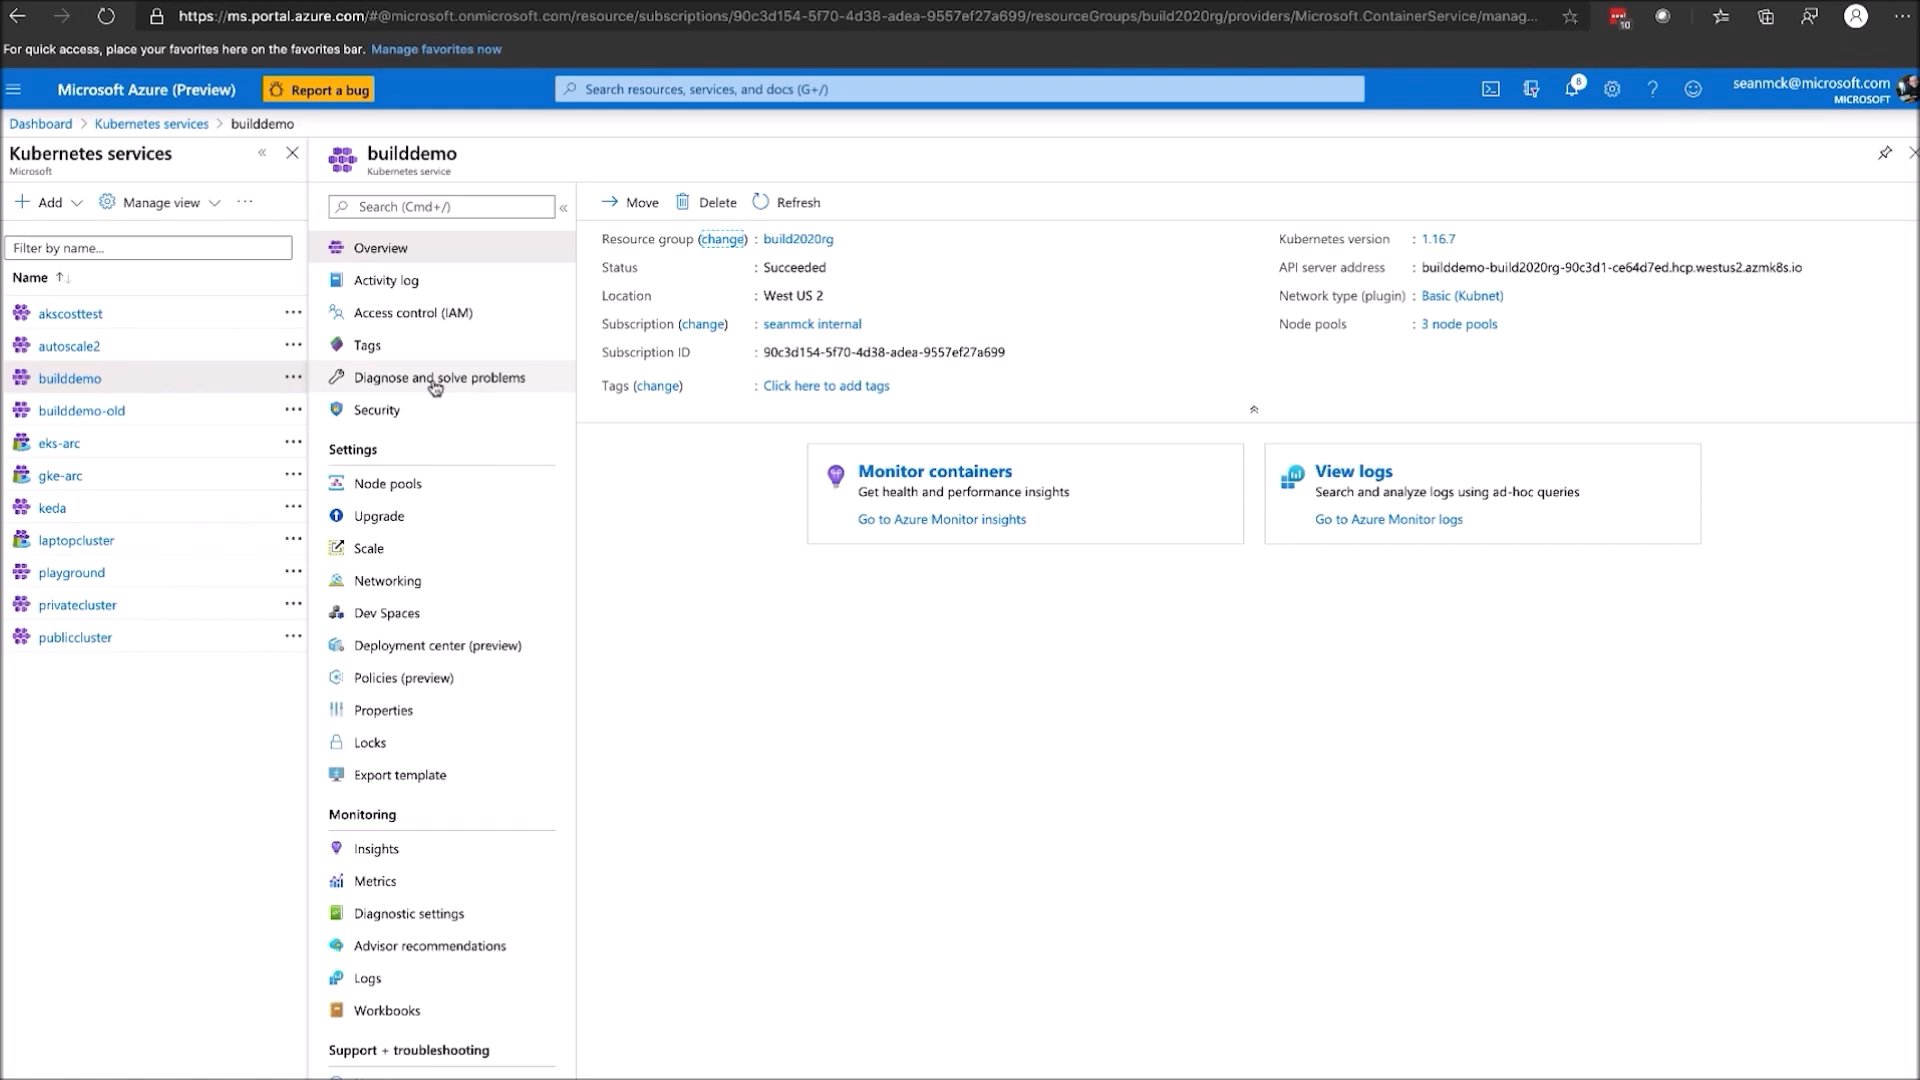 https://ms.portal.azure.com/#@microsoft.onmicrosoft.com/resource/subscriptions/90c3d154-5f70-4d38-adea-9557ef27a699/resourceGroups/build2020rg/providers/Microsoft.ContainerService/manag...
10
For quick access, place your favorites here on the favorites bar. Manage favorites now
Microsoft Azure (Preview)
Report a bug
Search resources, services, and docs (G+/)
8
seanmck@microsoft.com
MICROSOFT
Dashboard > Kubernetes services > builddemo
Kubernetes services
Microsoft
Add
Manage view
Filter by name...
Name
akscosttest
autoscale2
builddemo
builddemo-old
eks-arc
gke-arc
keda
laptopcluster
playground
privatecluster
publiccluster
builddemo
Kubernetes service
Search (Cmd+/)
Overview
Activity log
Access control (IAM)
Tags
Diagnose and solve problems
Security
Settings
Node pools
Upgrade
Scale
Networking
Dev Spaces
Deployment center (preview)
Policies (preview)
Properties
Locks
Export template
Monitoring
Insights
Metrics
Diagnostic settings
Advisor recommendations
Logs
Workbooks
Support + troubleshooting
Move
Delete
Refresh
Resource group (change) : build2020rg
Status : Succeeded
Location : West US 2
Subscription (change) : seanmck internal
Subscription ID : 90c3d154-5f70-4d38-adea-9557ef27a699
Tags (change) : Click here to add tags
Kubernetes version : 1.16.7
API server address : builddemo-build2020rg-90c3d1-ce64d7ed.hcp.westus2.azmk8s.io
Network type (plugin) : Basic (Kubnet)
Node pools : 3 node pools
Monitor containers
Get health and performance insights
Go to Azure Monitor insights
View logs
Search and analyze logs using ad-hoc queries
Go to Azure Monitor logs